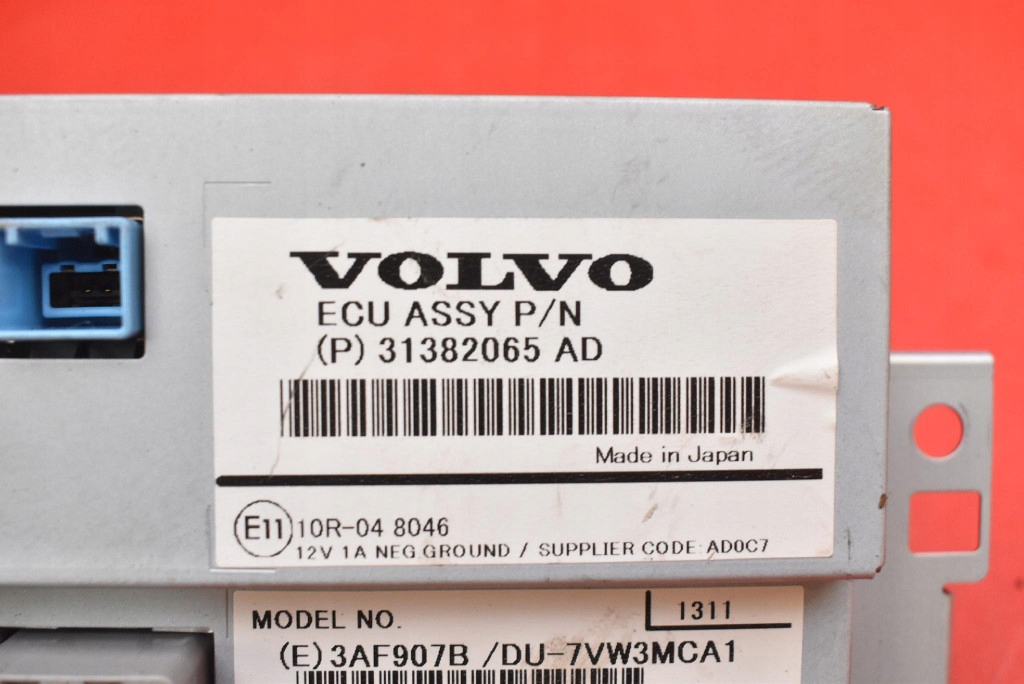 VOLVO
ECU ASSY P/N
(P) 31382065 AD
Made in Japan
E11 10R-04 8046
12V 1A NEG GROUND / SUPPLIER CODE: AD0C7
MODEL NO. 1311
(E) 3AF907B /DU-7VW3MCA1